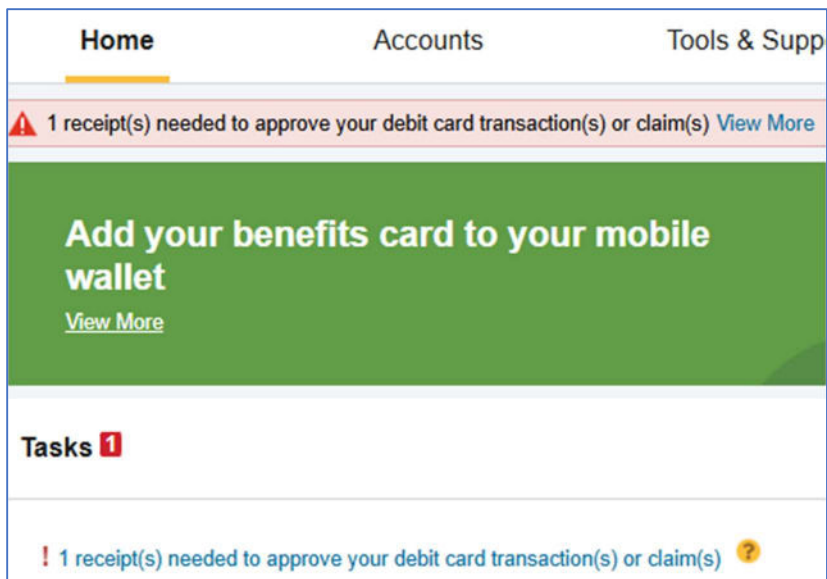 Home Accounts Tools & Supp
1 receipt(s) needed to approve your debit card transaction(s) or claim(s) View More
Add your benefits card to your mobile
wallet
View More
Tasks 1
! 1 receipt(s) needed to approve your debit card transaction(s) or claim(s) ?